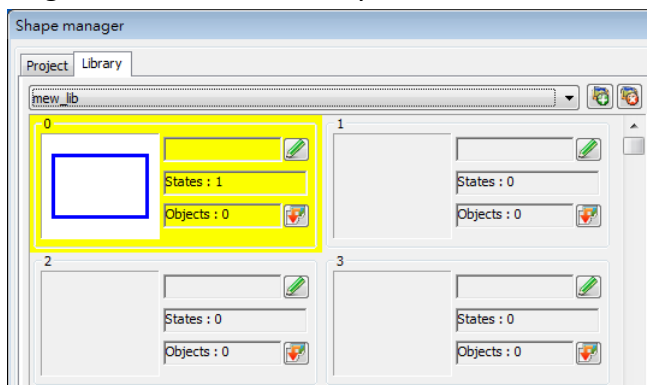 Shape manager
Project Library
mew_lib
0 1
States : 1 States : 0
Objects : 0 Objects : 0
2 3
States : 0 States : 0
Objects : 0 Objects : 0